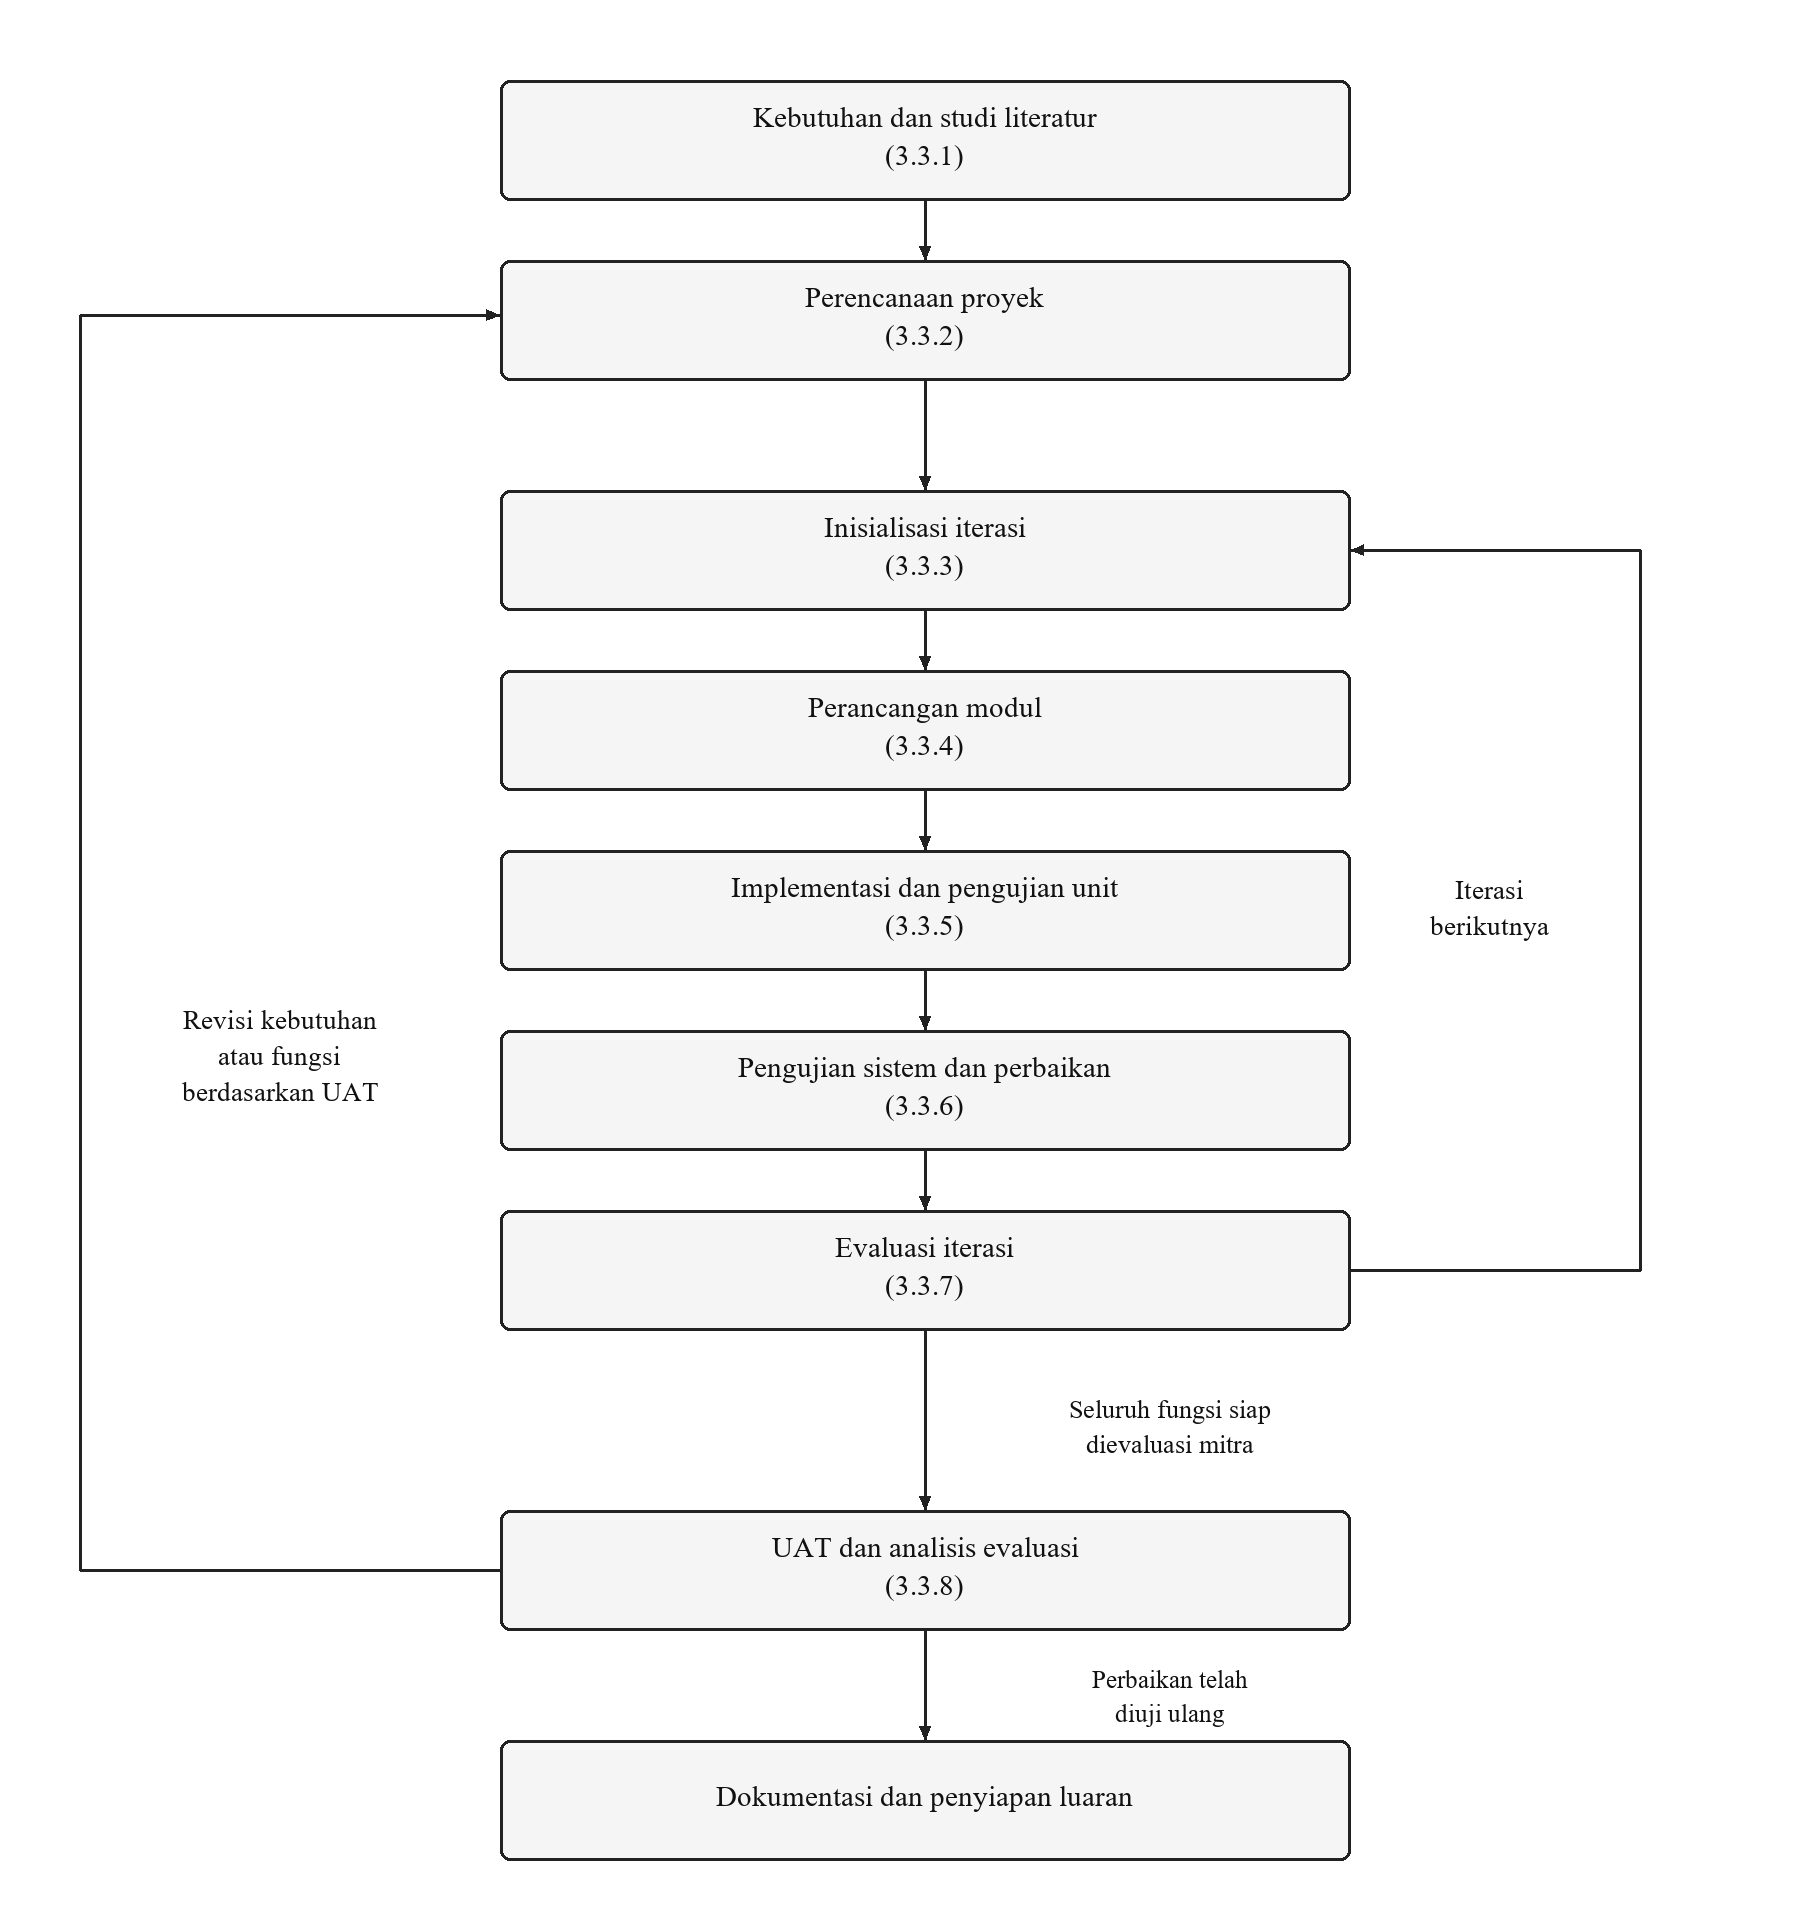 Kebutuhan dan studi literatur
(3.3.1)
Perencanaan proyek
(3.3.2)
Inisialisasi iterasi
(3.3.3)
Perancangan modul
(3.3.4)
Implementasi dan pengujian unit
(3.3.5)
Iterasi
berikutnya
Revisi kebutuhan
atau fungsi
berdasarkan UAT
Pengujian sistem dan perbaikan
(3.3.6)
Evaluasi iterasi
(3.3.7)
Seluruh fungsi siap
dievaluasi mitra
UAT dan analisis evaluasi
(3.3.8)
Perbaikan telah
diuji ulang
Dokumentasi dan penyiapan luaran